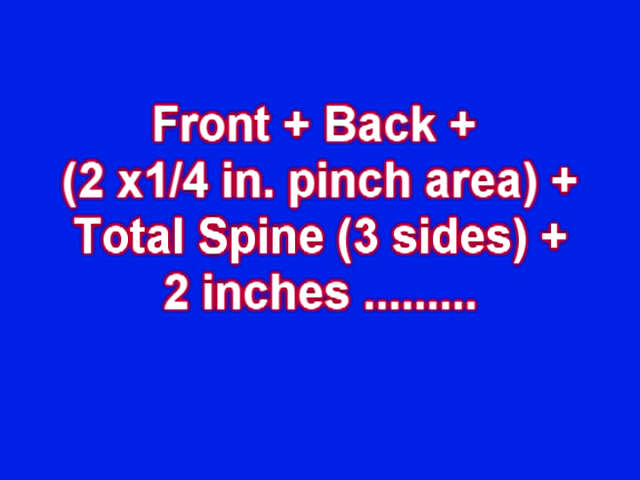 Front + Back +
(2 x1/4 in. pinch area) +
Total Spine (3 sides) +
2 inches .........